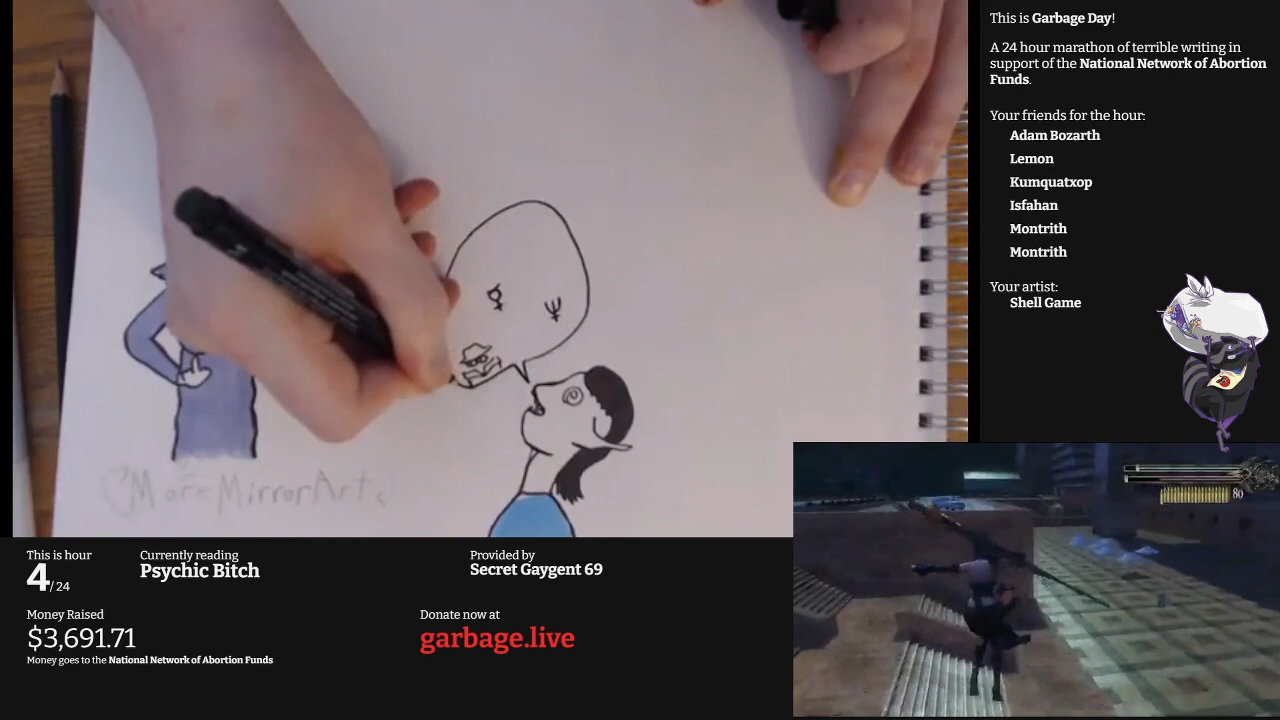 This is Garbage Day!
A 24 hour marathon of terrible writing in
support of the National Network of Abortion
Funds.
Your friends for the hour:
Adam Bozarth
Lemon
Kumquatxop
Isfahan
Montrith
Montrith
Your artist:
Shell Game
MoreMirrorArt
80
This is hour
4/24
Currently reading
Psychic Bitch
Provided by
Secret Gaygent 69
Money Raised
$3,691.71
Money goes to the National Network of Abortion Funds
Donate now at
garbage.live